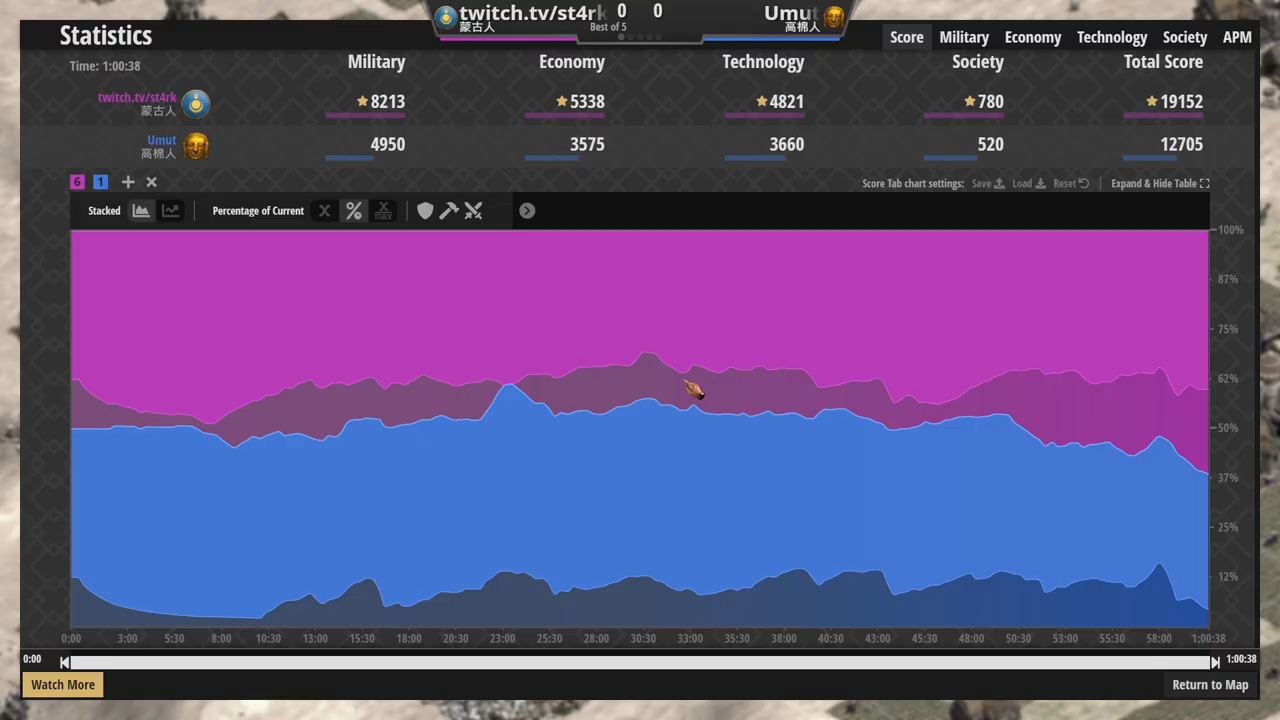 twitch.tv/st4rk 0 0 Umut
蒙古人 Best of 5 高棉人
Statistics
Score Military Economy Technology Society APM
Time: 1:00:38 Military Economy Technology Society Total Score
twitch.tv/st4rk 8213 5338 4821 780 19152
蒙古人
Umut 4950 3575 3660 520 12705
高棉人
6 1
Score Tab chart settings: Save Load Reset Expand & Hide Table
Stacked Percentage of Current X % X max
100%
87%
75%
62%
50%
37%
25%
12%
0:00 3:00 5:30 8:00 10:30 13:00 15:30 18:00 20:30 23:00 25:30 28:00 30:30 33:00 35:30 38:00 40:30 43:00 45:30 48:00 50:30 53:00 55:30 58:00 1:00:38
0:00 1:00:38
Watch More Return to Map